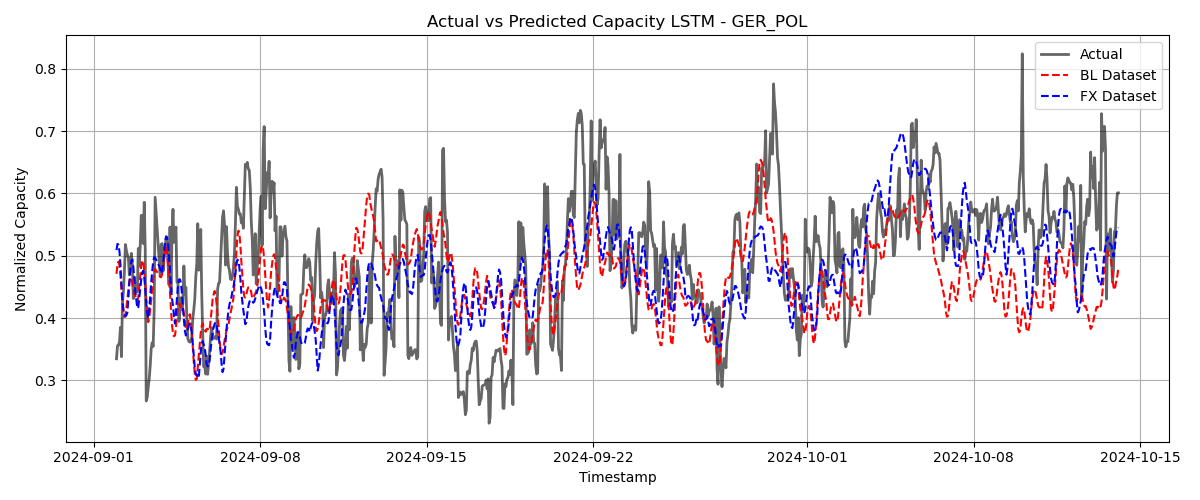 Actual vs Predicted Capacity LSTM - GER_POL
Actual
BL Dataset
FX Dataset
Normalized Capacity
0.8
0.7
0.6
0.5
0.4
0.3
2024-09-01 2024-09-08 2024-09-15 2024-09-22 2024-10-01 2024-10-08 2024-10-15
Timestamp